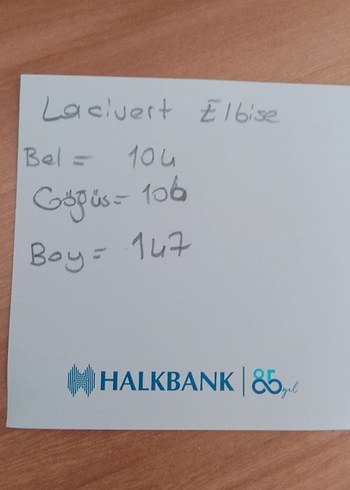 Lacivert Elbise
Bel = 104
Göğüs = 106
Boy = 147
HALKBANK | 85 yıl